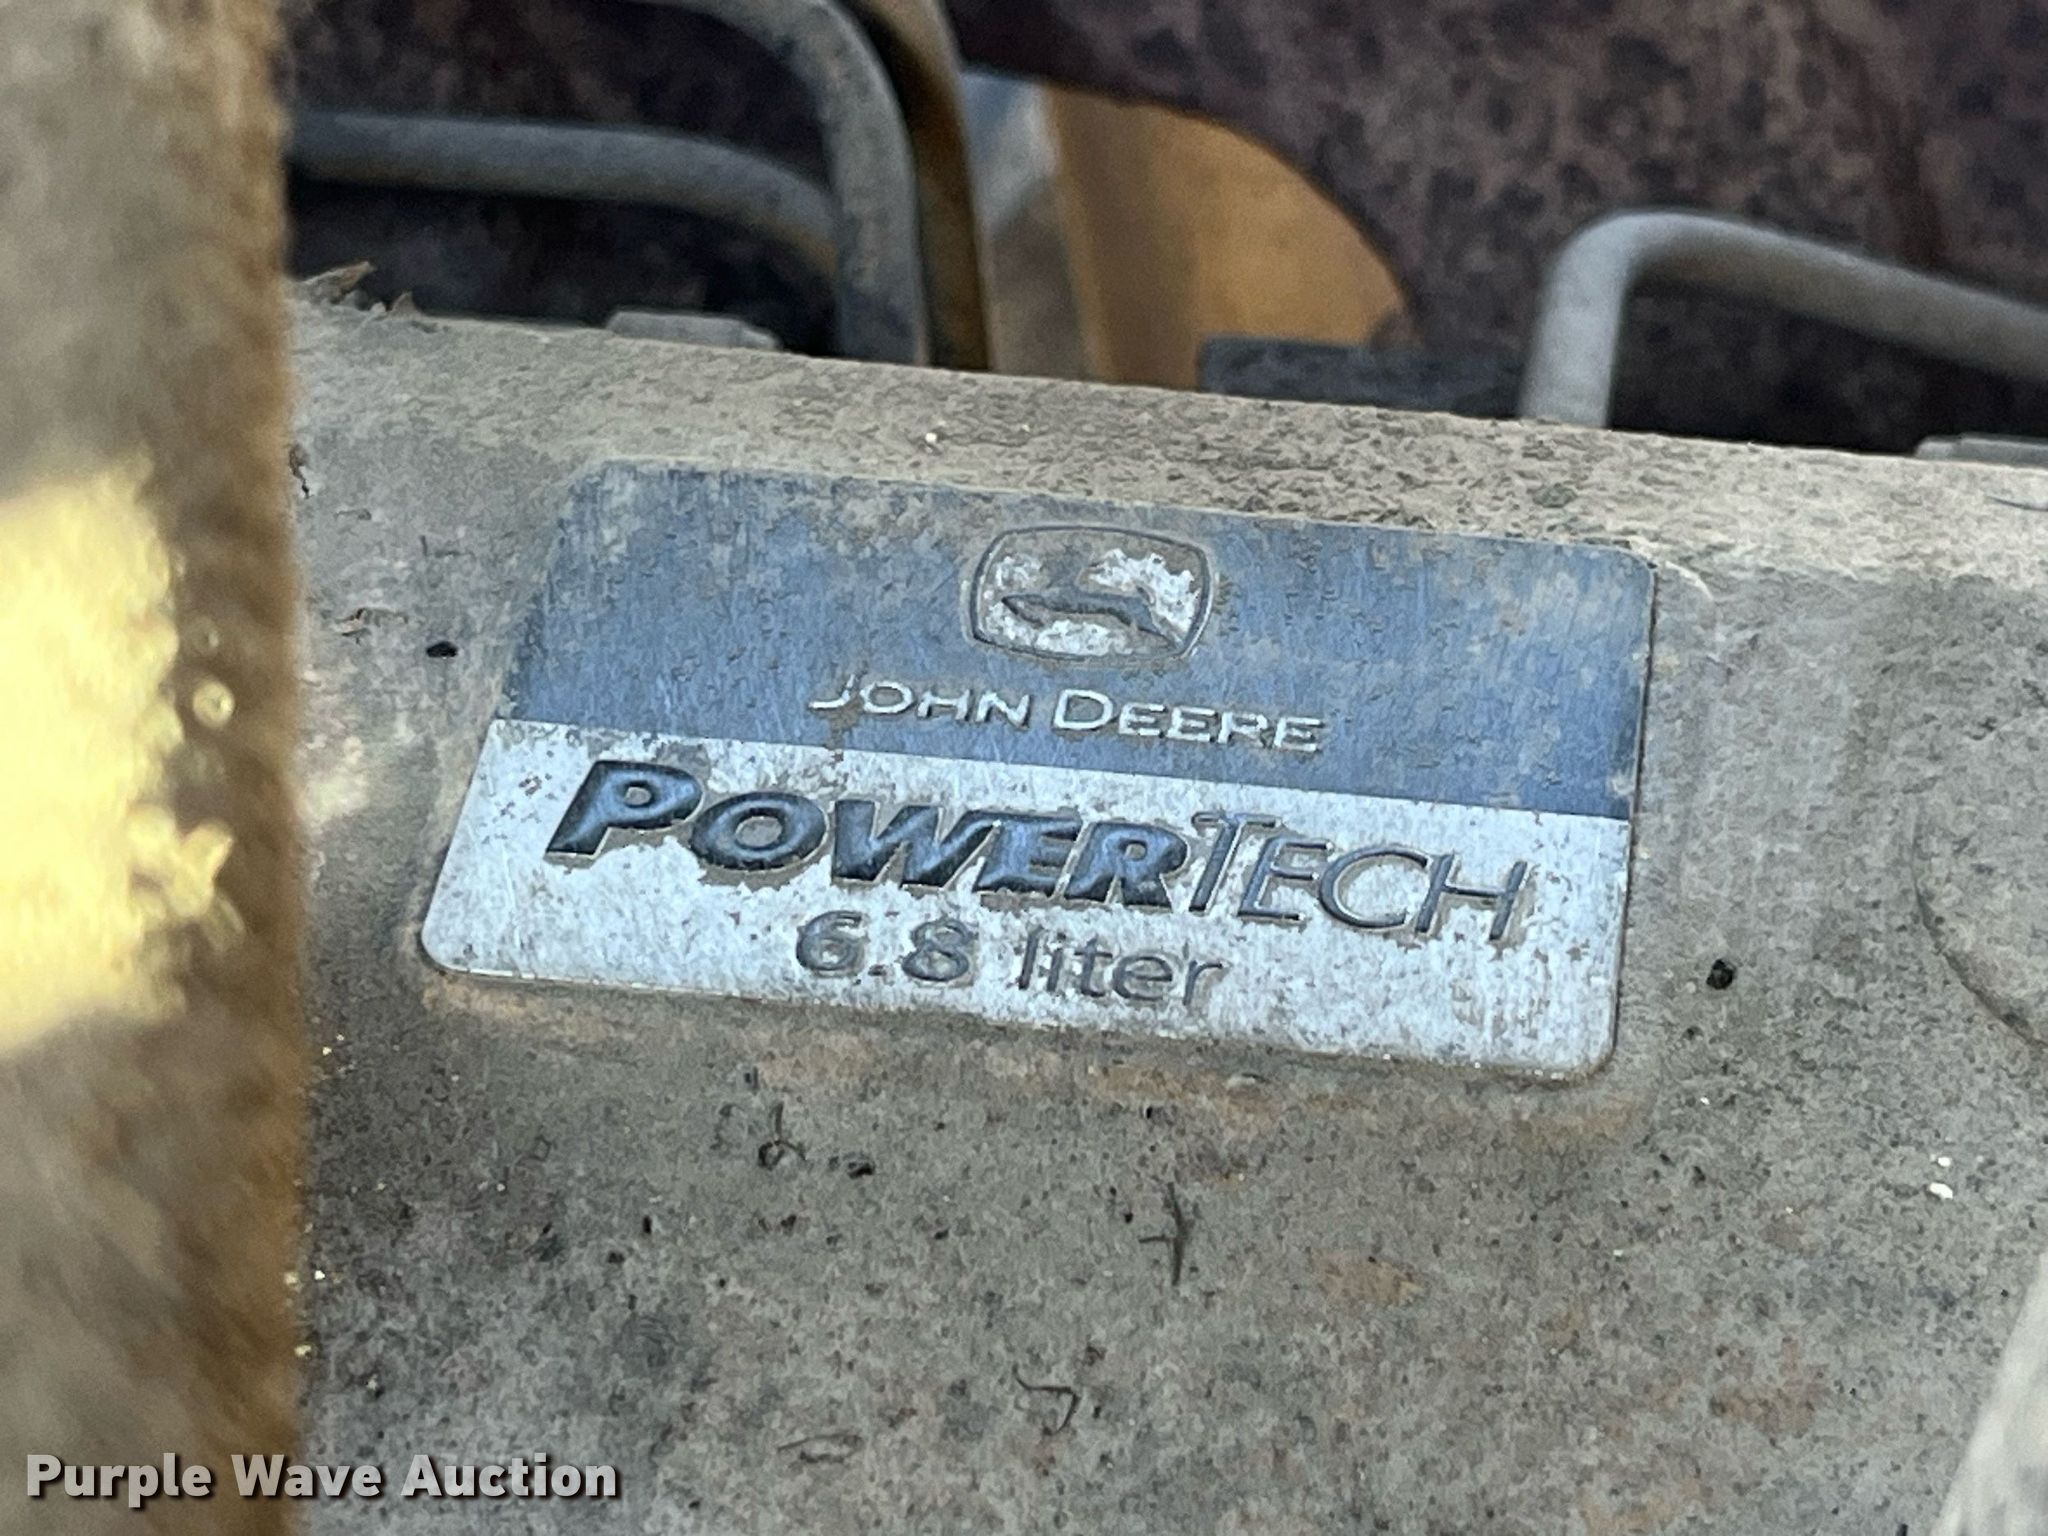 JOHN DEERE
POWERTECH
6.8 liter
Purple Wave Auction